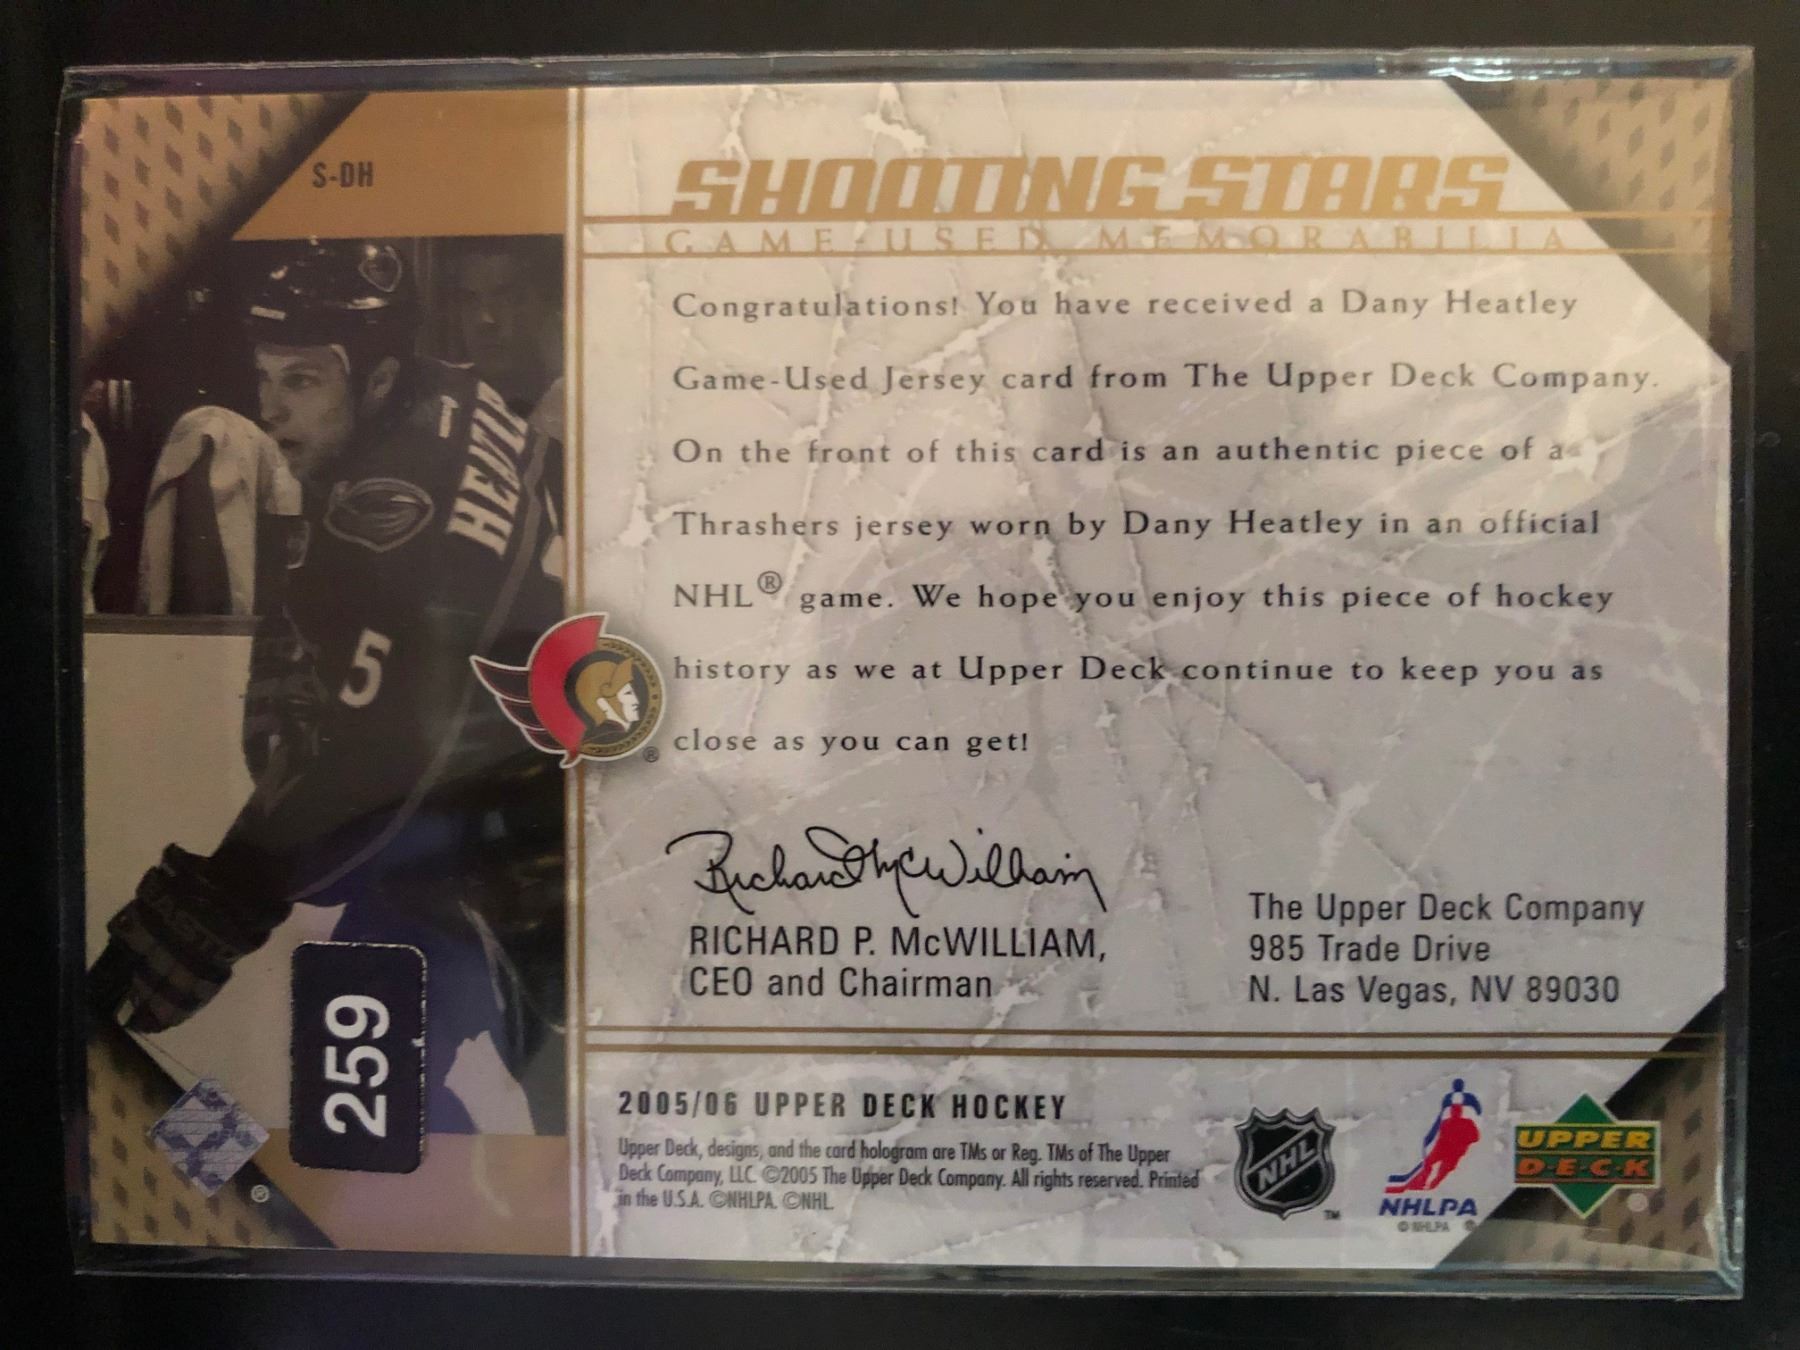 S-DH
SHOOTING STARS
GAME-USED MEMORABILIA
Congratulations! You have received a Dany Heatley
Game-Used Jersey card from The Upper Deck Company.
On the front of this card is an authentic piece of a
Thrashers jersey worn by Dany Heatley in an official
NHL® game. We hope you enjoy this piece of hockey
history as we at Upper Deck continue to keep you as
close as you can get!
5
®
Richard McWilliam
RICHARD P. McWILLIAM,
CEO and Chairman
The Upper Deck Company
985 Trade Drive
N. Las Vegas, NV 89030
259
®
2005/06 UPPER DECK HOCKEY
Upper Deck, designs, and the card hologram are TMs or Reg. TMs of The Upper
Deck Company, LLC. ©2005 The Upper Deck Company. All rights reserved. Printed
in the U.S.A. ©NHLPA. ©NHL.
NHL
TM
NHLPA
© NHLPA ®
UPPER
D·E·C·K